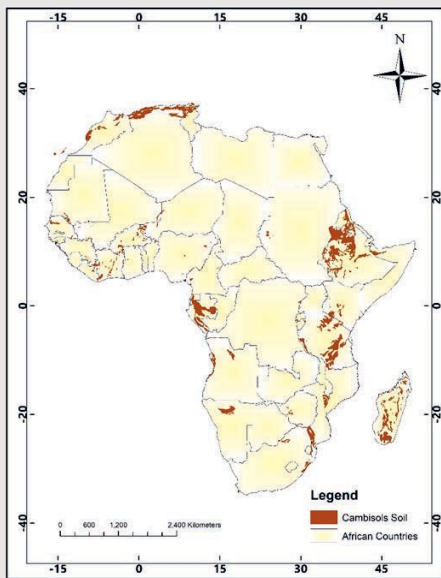 -15 0 15 30 45
N
40 40
20 20
0 0
-20 -20
-40 -40
Legend
Cambisols Soil
African Countries
0 600 1,200 2,400 Kilometers
-15 0 15 30 45